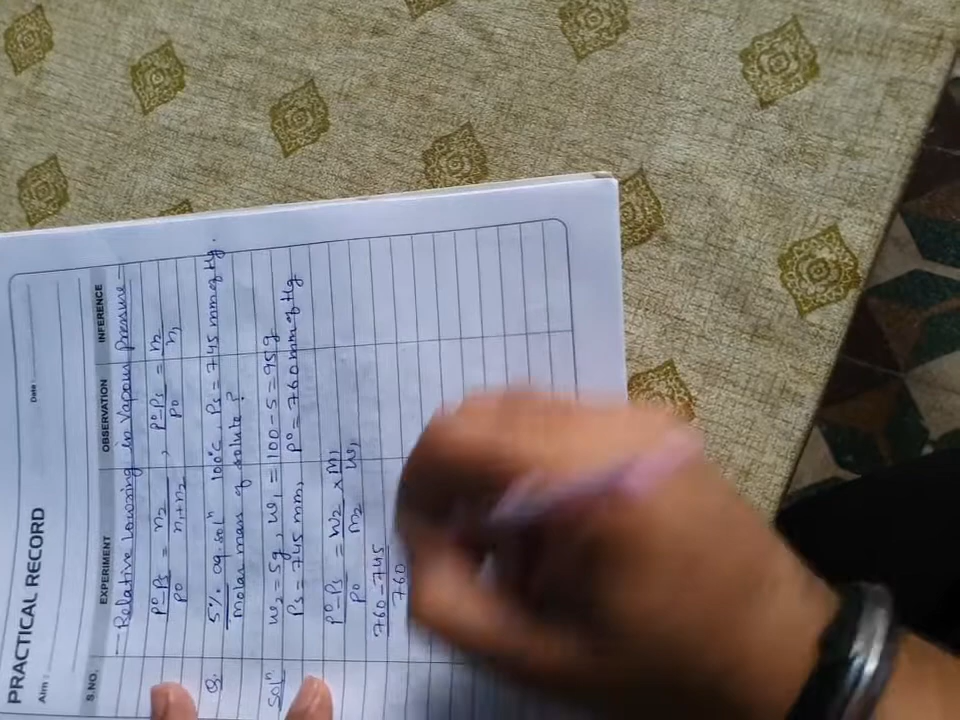 PRACTICAL RECORD
Date :
Aim :
S.NO. EXPERIMENT OBSERVATION INFERENCE
Relative Lowering in Vapour Pressure
P°-Ps/P° = n2/n1+n2 , P°-Ps/P° = n2/n1
Q. 5% aq. solⁿ 100°C, Ps = 745 mm of Hg.
Molar mass of solute?
Solⁿ w2 = 5g, w1 = 100-5 = 95g
Ps = 745 mm, P° = 760 mm of Hg
P°-Ps/P° = w2/M2 × M1/w1
760-745/760